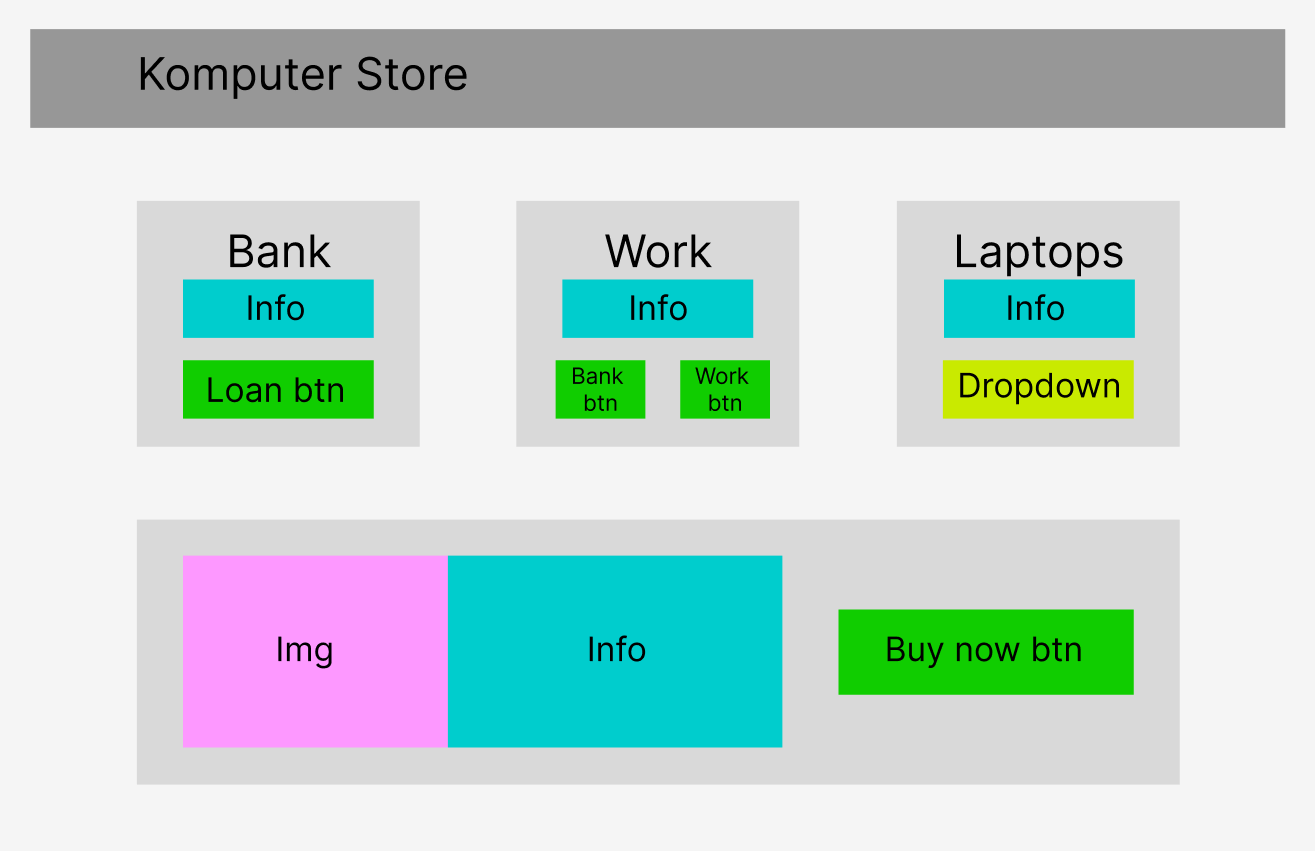 Komputer Store
Bank
Info
Loan btn
Work
Info
Bank
btn
Work
btn
Laptops
Info
Dropdown
Img
Info
Buy now btn